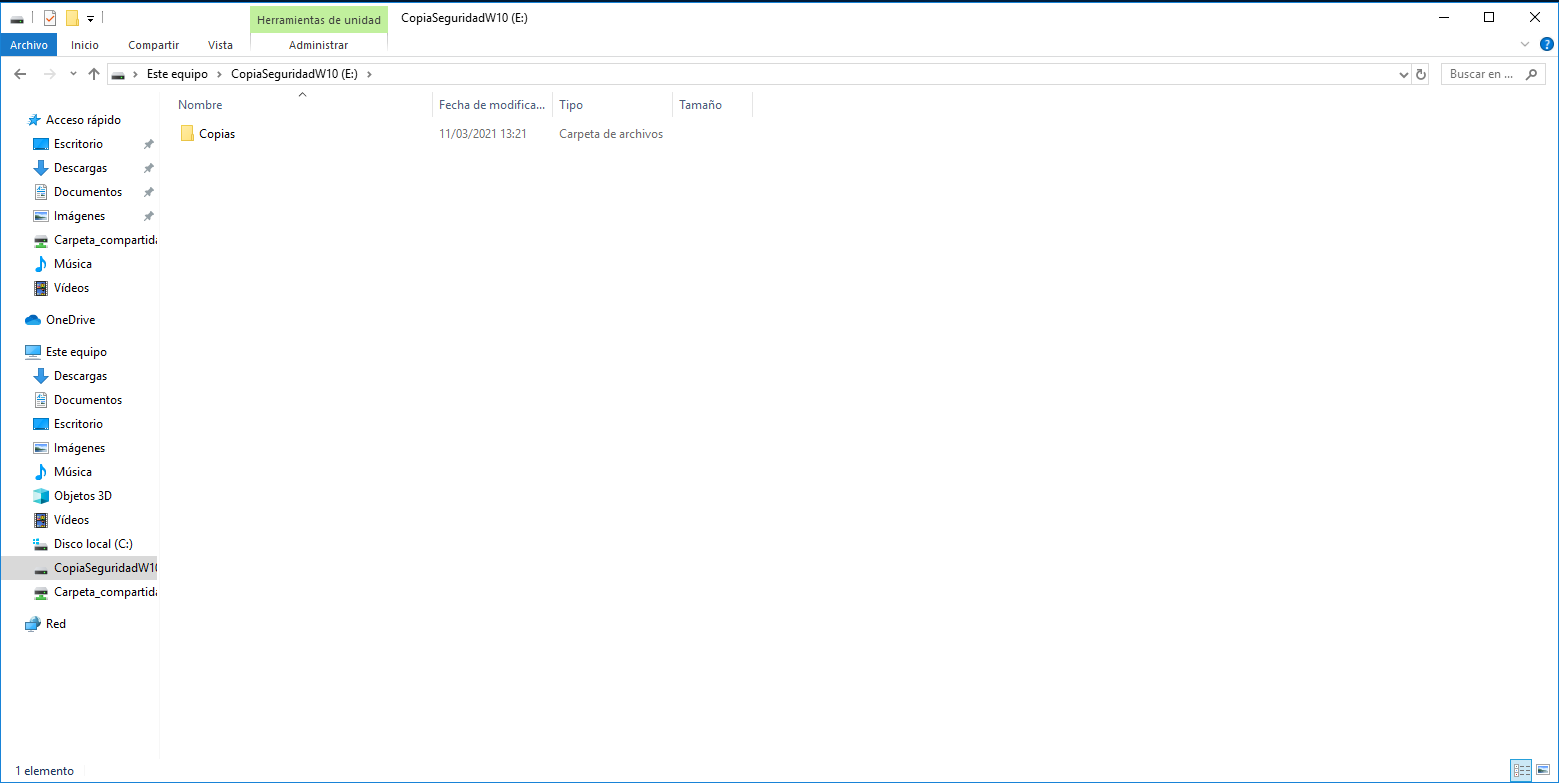 Herramientas de unidad CopiaSeguridadW10 (E:)
Archivo Inicio Compartir Vista Administrar ?
Este equipo > CopiaSeguridadW10 (E:) > Buscar en ...
Nombre Fecha de modifica... Tipo Tamaño
Copias 11/03/2021 13:21 Carpeta de archivos
Acceso rápido
Escritorio
Descargas
Documentos
Imágenes
Carpeta_compartida
Música
Vídeos
OneDrive
Este equipo
Descargas
Documentos
Escritorio
Imágenes
Música
Objetos 3D
Vídeos
Disco local (C:)
CopiaSeguridadW10
Carpeta_compartida
Red
1 elemento